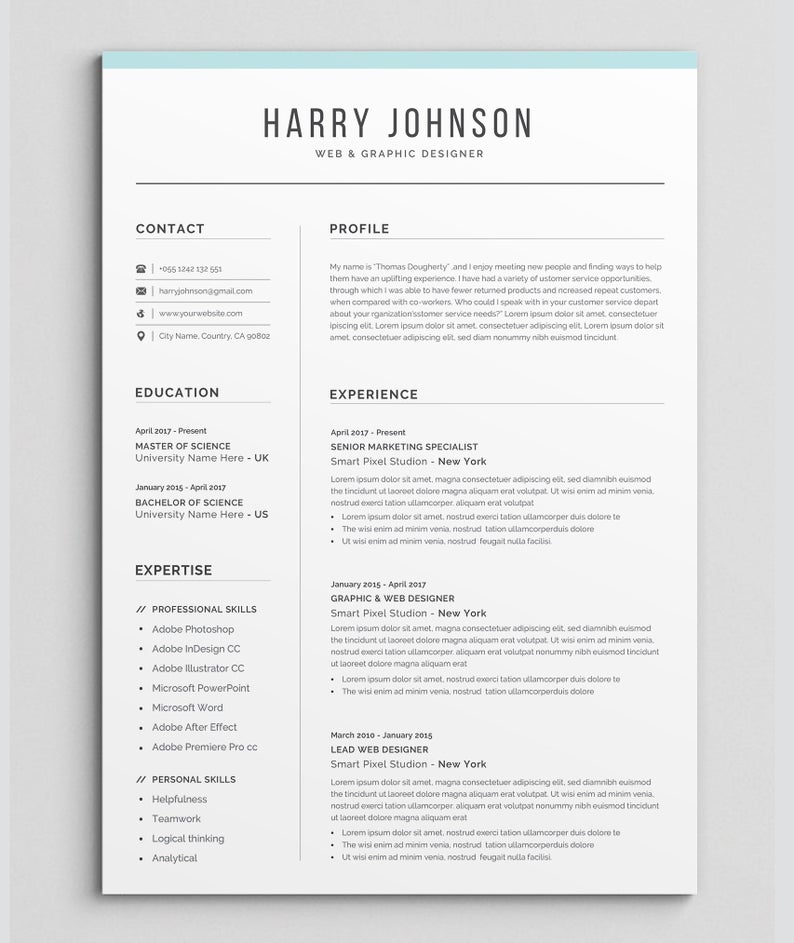 HARRY JOHNSON
WEB & GRAPHIC DESIGNER
CONTACT
+055 1242 132 551
harryjohnson@gmail.com
www.yourwebsite.com
City Name, Country, CA 90802
EDUCATION
April 2017 - Present
MASTER OF SCIENCE
University Name Here - UK
January 2015 - April 2017
BACHELOR OF SCIENCE
University Name Here - US
EXPERTISE
// PROFESSIONAL SKILLS
• Adobe Photoshop
• Adobe InDesign CC
• Adobe Illustrator CC
• Microsoft PowerPoint
• Microsoft Word
• Adobe After Effect
• Adobe Premiere Pro cc
// PERSONAL SKILLS
• Helpfulness
• Teamwork
• Logical thinking
• Analytical
PROFILE
My name is "Thomas Dougherty" ,and I enjoy meeting new people and finding ways to help
them have an uplifting experience. I have had a variety of ustomer service opportunities,
through which I was able to have fewer returned products and ncreased repeat customers,
when compared with co-workers. Who could I speak with in your customer service depart
about your rganization'sstomer service needs?" Lorem ipsum dolor sit amet, consectetuer
ipiscing elit, Lorem ipsum dolor sit amet, consectetuer adipiscing elit, Lorem ipsum dolor sit
amet, consectetuer adipiscing elit, sed diam nonummy nibh euismod tincidunt.
EXPERIENCE
April 2017 - Present
SENIOR MARKETING SPECIALIST
Smart Pixel Studion - New York
Lorem ipsum dolor sit amet, magna consectetuer adipiscing elit, sed diamnibh euismod
the tincidunt ut laoreet dolore magna aliquam erat volutpat. Ut wisi enim ad minim venia,
nostrud exerci tation ullamcorper. aliquam erat volutpat
• Lorem ipsum dolor sit amet, nostrud exerci tation ullamcorper duis dolore te
• The wisi enim ad minim venia, nostrud tation ullamcorperduis dolore
• Ut wisi enim ad minim venia, nostrud feugait nulla facilisi.
January 2015 - April 2017
GRAPHIC & WEB DESIGNER
Smart Pixel Studion - New York
Lorem ipsum dolor sit amet, magna consectetuer adipiscing elit, sed diamnibh euismod
the tincidunt ut laoreet dolore magna aliquam erat volutpat. Ut wisi enim ad minim venia,
nostrud exerci tation ullamcorper. aliquam erat volutpat nonummy nibh euismod tincidunt
ut laoreet dolore magna aliquam erat
• Lorem ipsum dolor sit amet, nostrud exerci tation ullamcorper duis dolore te
• The wisi enim ad minim venia, nostrud tation ullamcorperduis dolore
March 2010 - January 2015
LEAD WEB DESIGNER
Smart Pixel Studion - New York
Lorem ipsum dolor sit amet, magna consectetuer adipiscing elit, sed diamnibh euismod
the tincidunt ut laoreet dolore magna aliquam erat volutpat. Ut wisi enim ad minim venia,
nostrud exerci tation ullamcorper. aliquam erat volutpat nonummy nibh euismod tincidunt
ut laoreet dolore magna aliquam erat
• Lorem ipsum dolor sit amet, nostrud exerci tation ullamcorper duis dolore te
• The wisi enim ad minim venia, nostrud tation ullamcorperduis dolore
• Ut wisi enim ad minim venia, nostrud feugait nulla facilisi.